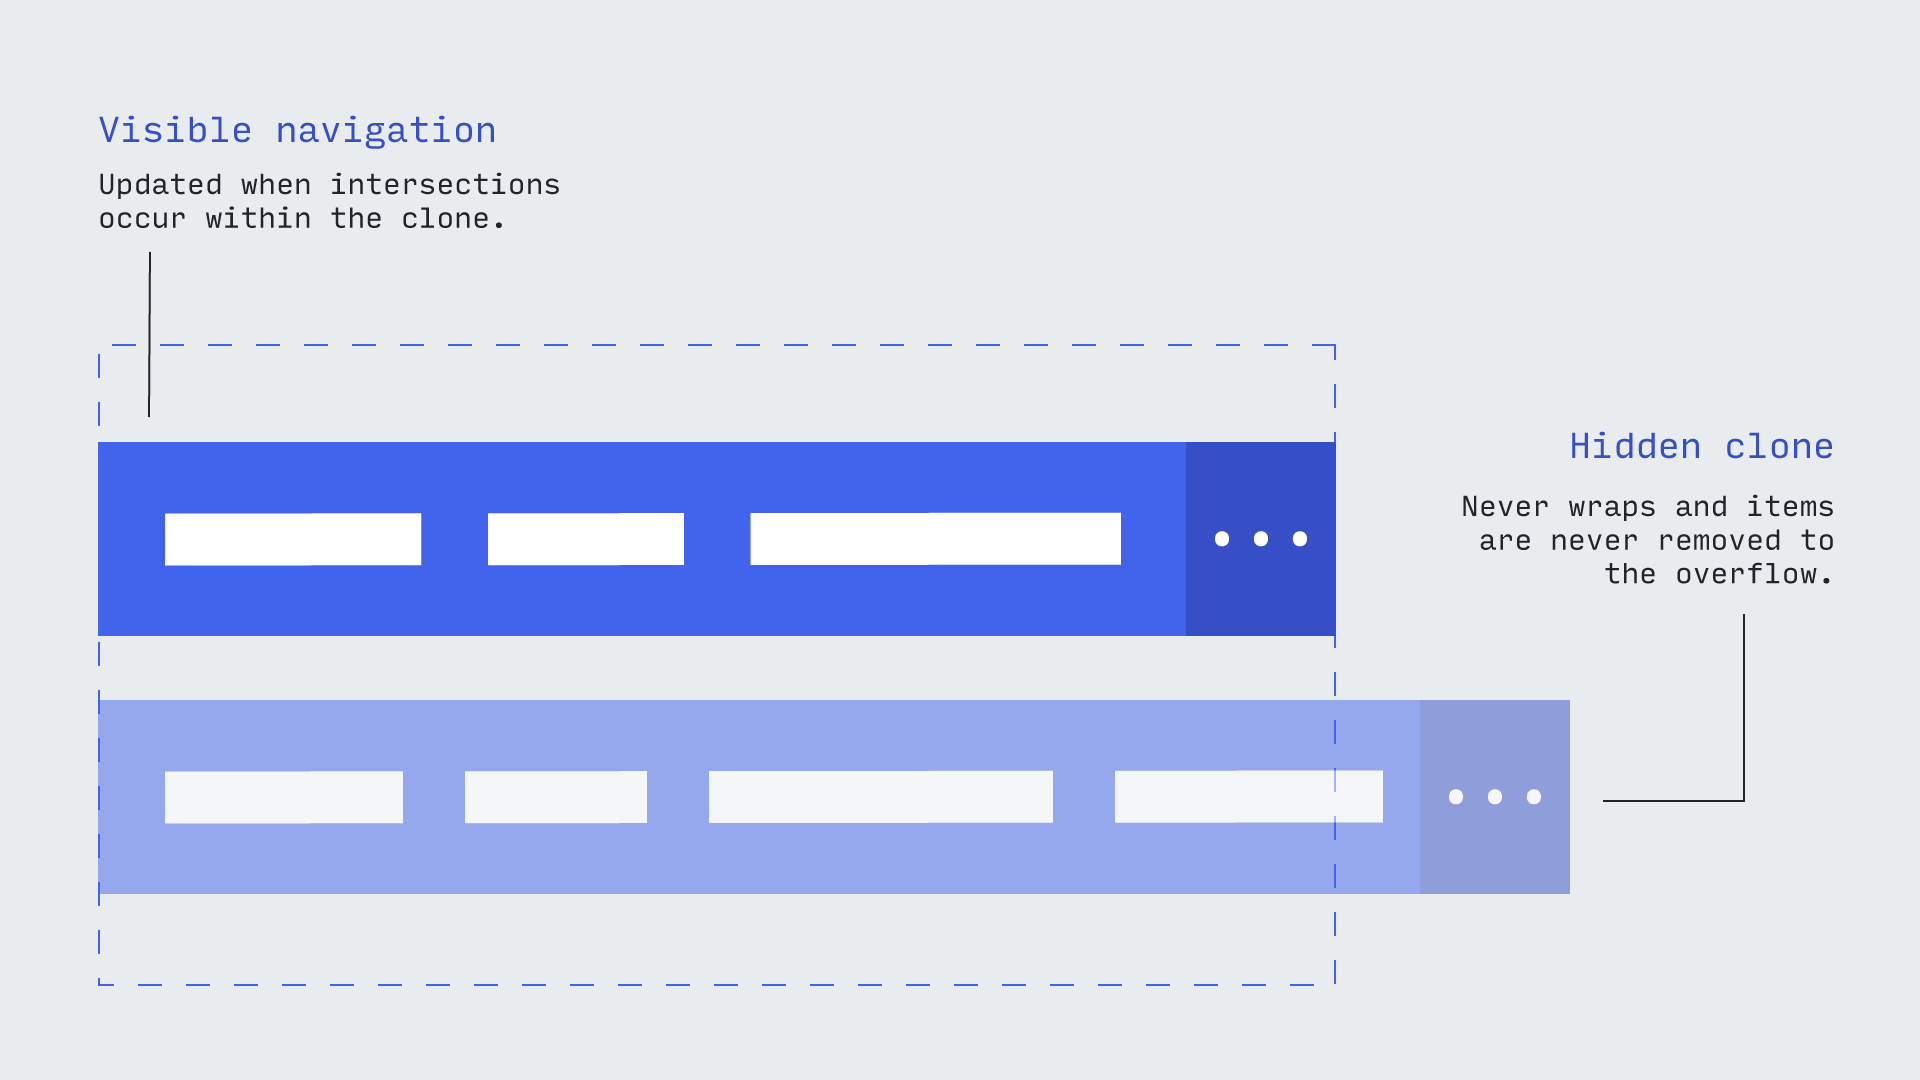 Visible navigation
Updated when intersections
occur within the clone.
Hidden clone
Never wraps and items
are never removed to
the overflow.